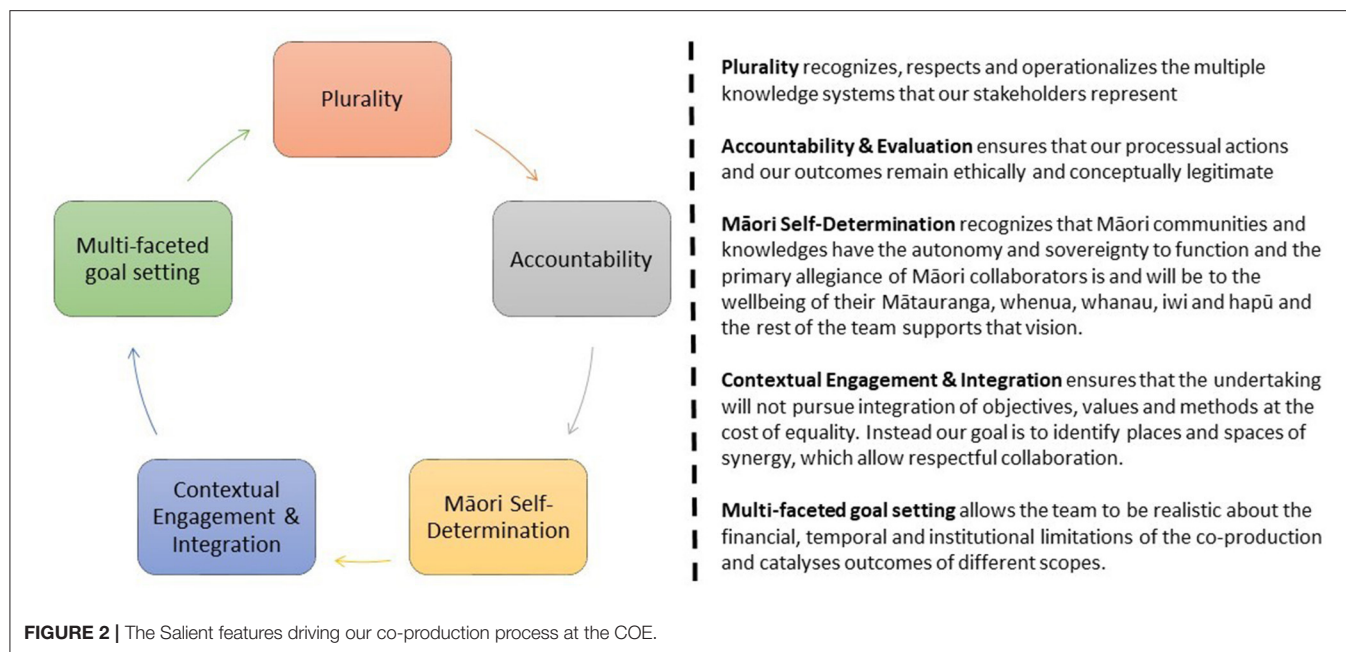 Plurality
Accountability
Māori Self-
Determination
Contextual
Engagement &
Integration
Multi-faceted
goal setting
Plurality recognizes, respects and operationalizes the multiple
knowledge systems that our stakeholders represent
Accountability & Evaluation ensures that our processual actions
and our outcomes remain ethically and conceptually legitimate
Māori Self-Determination recognizes that Māori communities and
knowledges have the autonomy and sovereignty to function and the
primary allegiance of Māori collaborators is and will be to the
wellbeing of their Mātauranga, whenua, whanau, iwi and hapū and
the rest of the team supports that vision.
Contextual Engagement & Integration ensures that the undertaking
will not pursue integration of objectives, values and methods at the
cost of equality. Instead our goal is to identify places and spaces of
synergy, which allow respectful collaboration.
Multi-faceted goal setting allows the team to be realistic about the
financial, temporal and institutional limitations of the co-production
and catalyses outcomes of different scopes.
FIGURE 2 | The Salient features driving our co-production process at the COE.